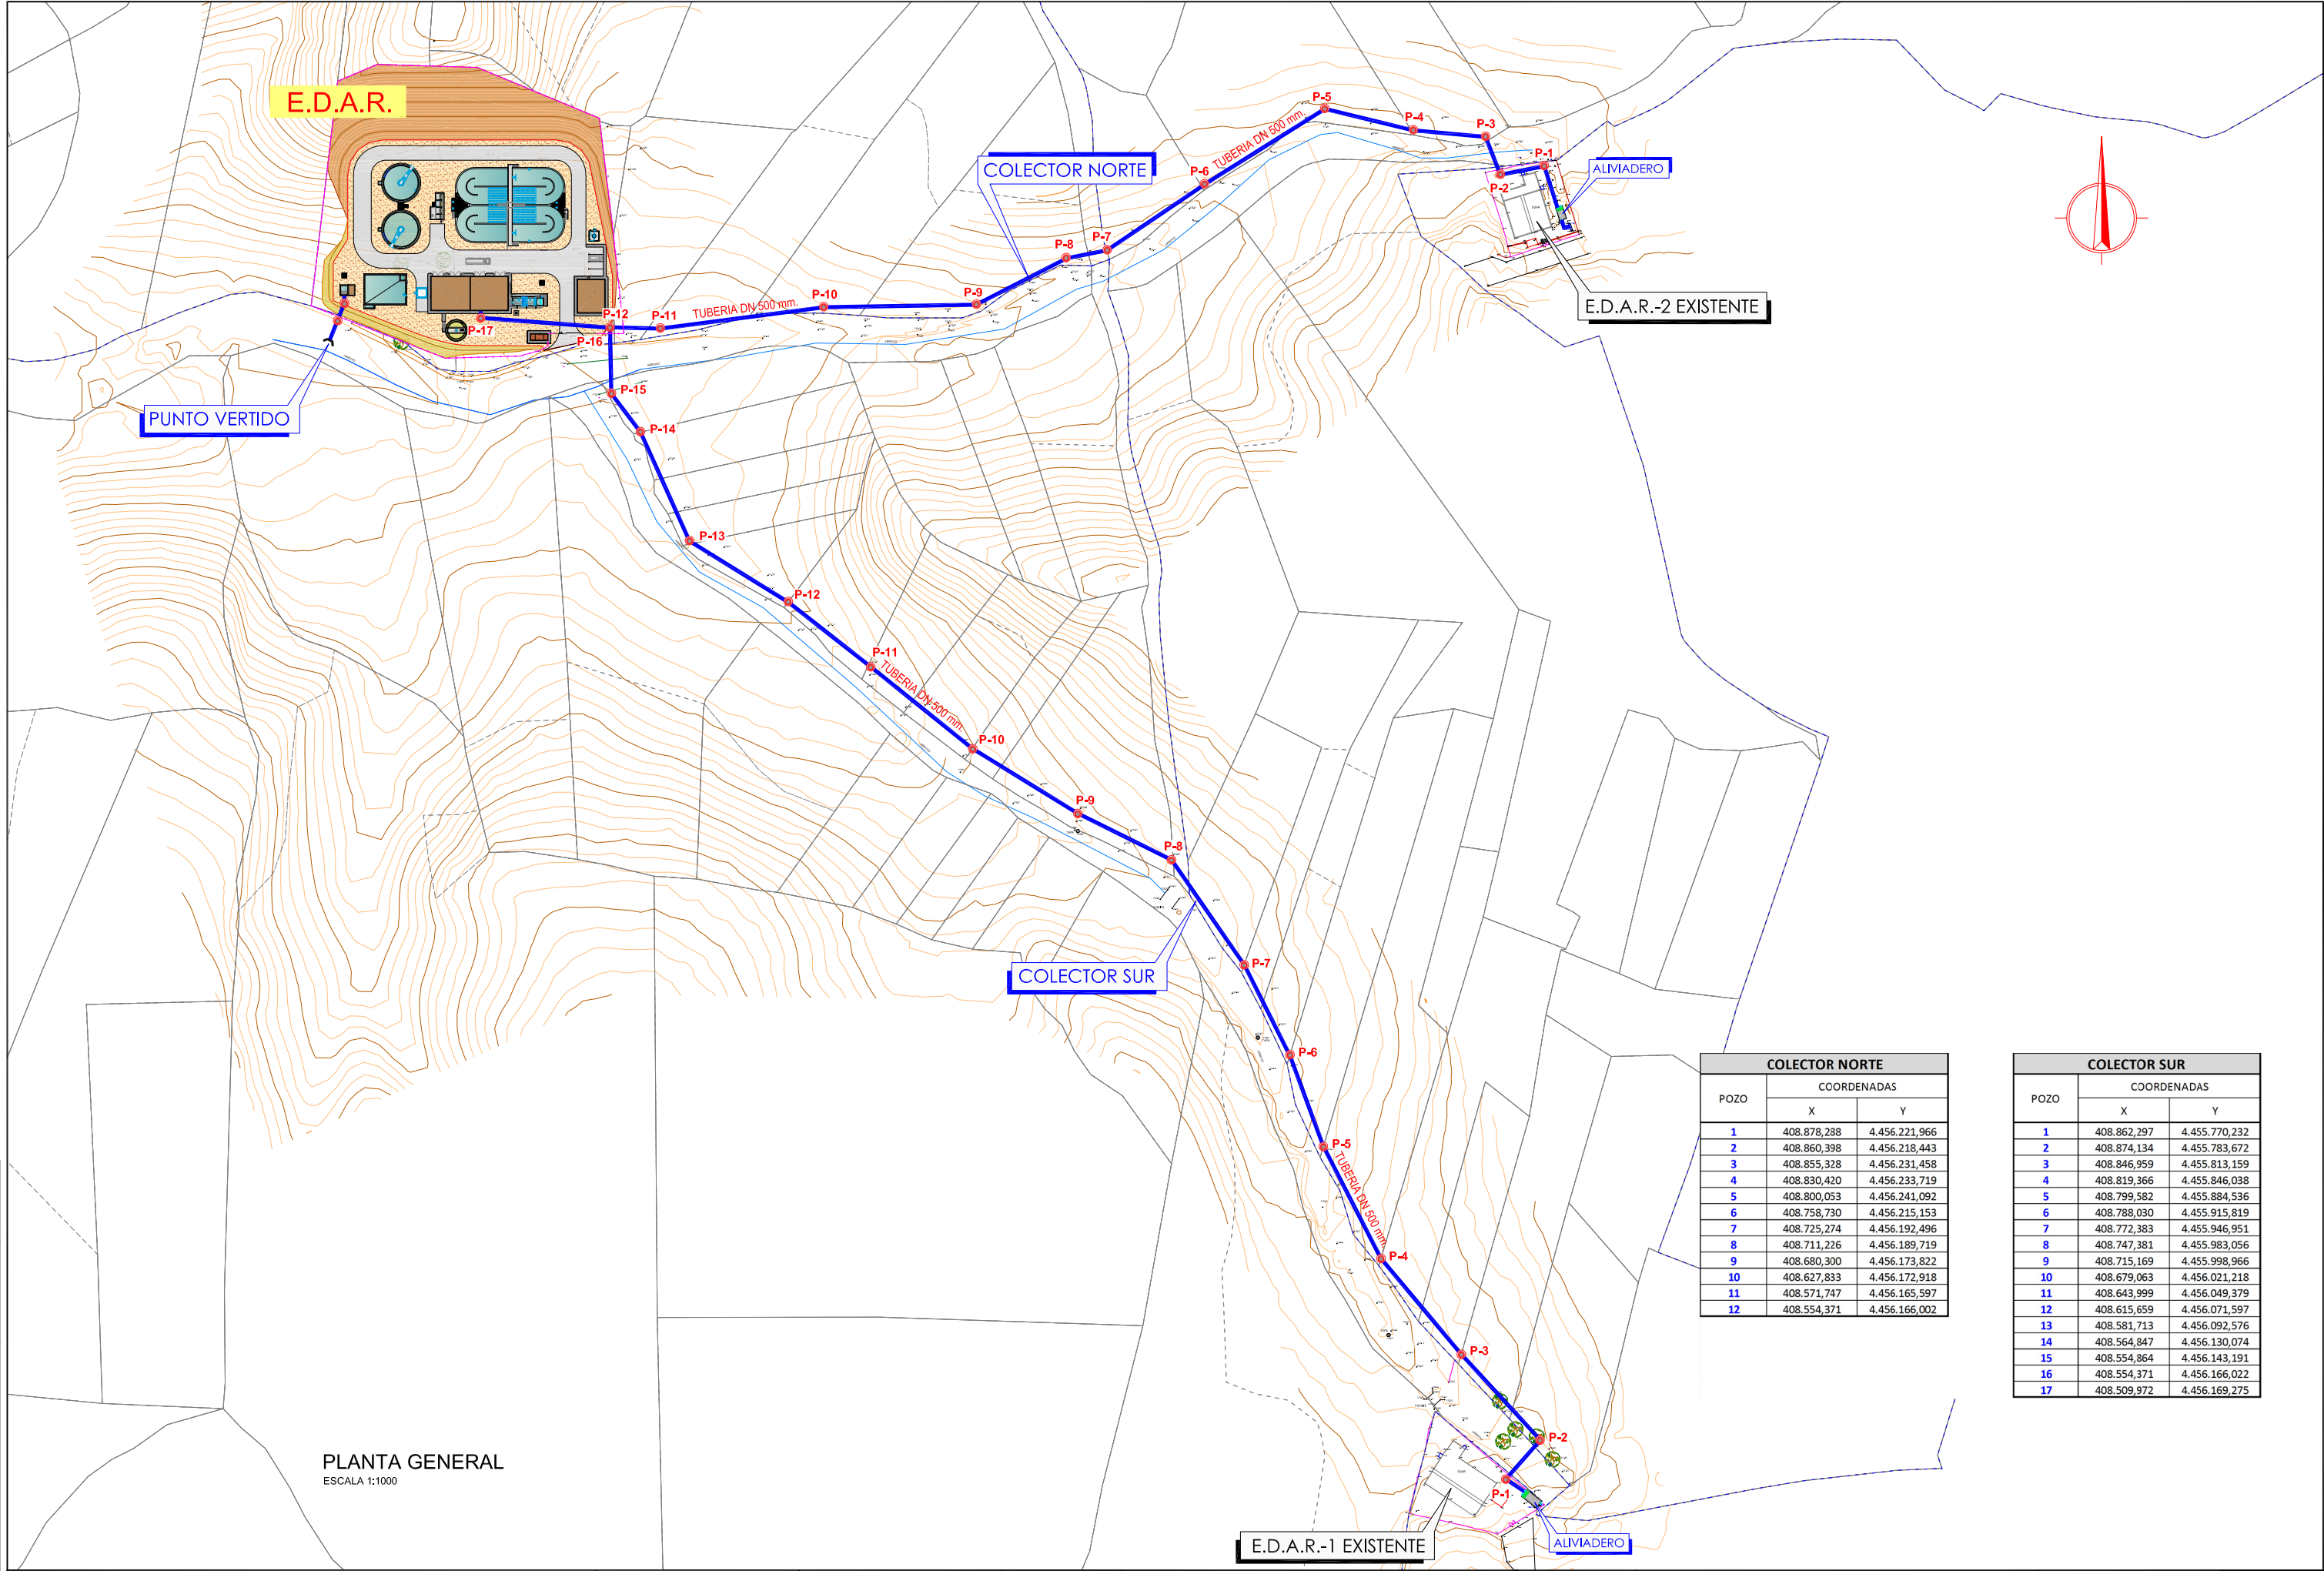 E.D.A.R.
COLECTOR NORTE
TUBERIA DN 500 mm.
P-5
P-4
P-3
P-1
P-2
ALIVIADERO
P-6
P-7
P-8
P-9
P-10
TUBERIA DN 500 mm.
P-11
P-12
P-17
P-16
E.D.A.R.-2 EXISTENTE
PUNTO VERTIDO
P-15
P-14
P-13
P-12
P-11
TUBERIA DN 500 mm.
P-10
P-9
P-8
COLECTOR SUR
P-7
P-6
P-5
TUBERIA DN 500 mm.
P-4
P-3
P-2
P-1
E.D.A.R.-1 EXISTENTE
ALIVIADERO
PLANTA GENERAL
ESCALA 1:1000
COLECTOR NORTE
POZO COORDENADAS
X Y
1 408.878,288 4.456.221,966
2 408.860,398 4.456.218,443
3 408.855,328 4.456.231,458
4 408.830,420 4.456.233,719
5 408.800,053 4.456.241,092
6 408.758,730 4.456.215,153
7 408.725,274 4.456.192,496
8 408.711,226 4.456.189,719
9 408.680,300 4.456.173,822
10 408.627,833 4.456.172,918
11 408.571,747 4.456.165,597
12 408.554,371 4.456.166,002
COLECTOR SUR
POZO COORDENADAS
X Y
1 408.862,297 4.455.770,232
2 408.874,134 4.455.783,672
3 408.846,959 4.455.813,159
4 408.819,366 4.455.846,038
5 408.799,582 4.455.884,536
6 408.788,030 4.455.915,819
7 408.772,383 4.455.946,951
8 408.747,381 4.455.983,056
9 408.715,169 4.455.998,966
10 408.679,063 4.456.021,218
11 408.643,999 4.456.049,379
12 408.615,659 4.456.071,597
13 408.581,713 4.456.092,576
14 408.564,847 4.456.130,074
15 408.554,864 4.456.143,191
16 408.554,371 4.456.166,022
17 408.509,972 4.456.169,275